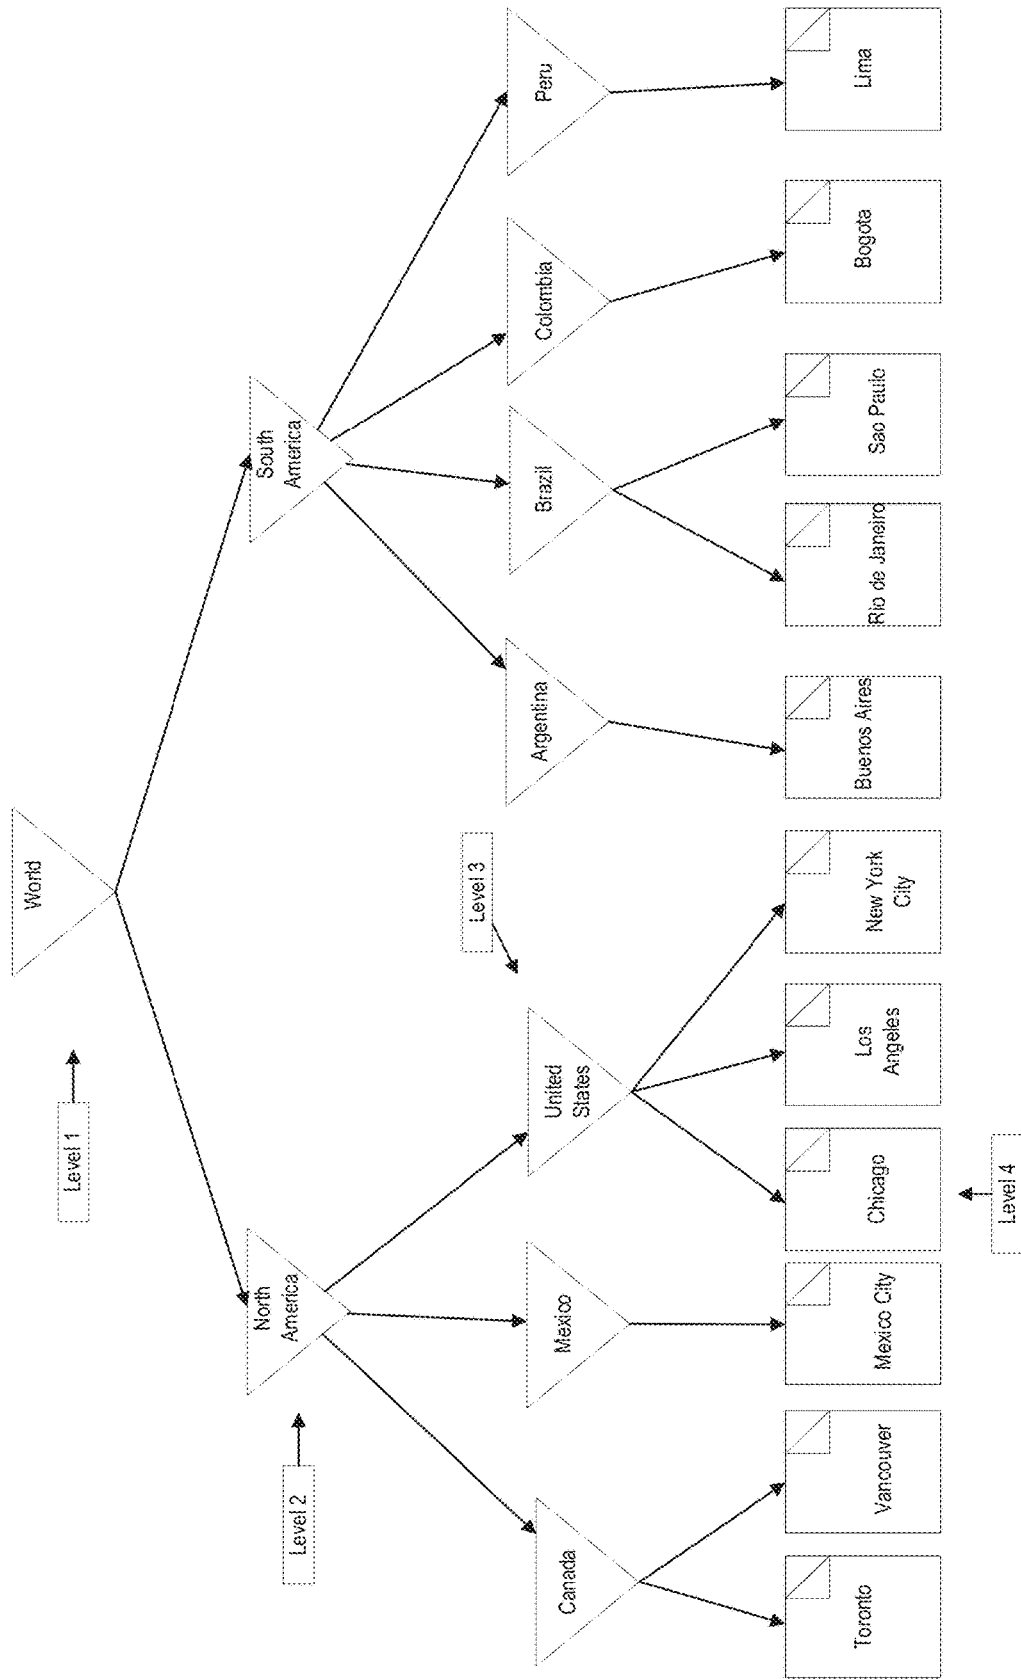 World
Level 1
North
America
South
America
Level 2
Level 3
Canada
Mexico
United
States
Argentina
Brazil
Colombia
Peru
Toronto
Vancouver
Mexico City
Chicago
Los
Angeles
New York
City
Buenos Aires
Rio de Janeiro
Sao Paulo
Bogota
Lima
Level 4